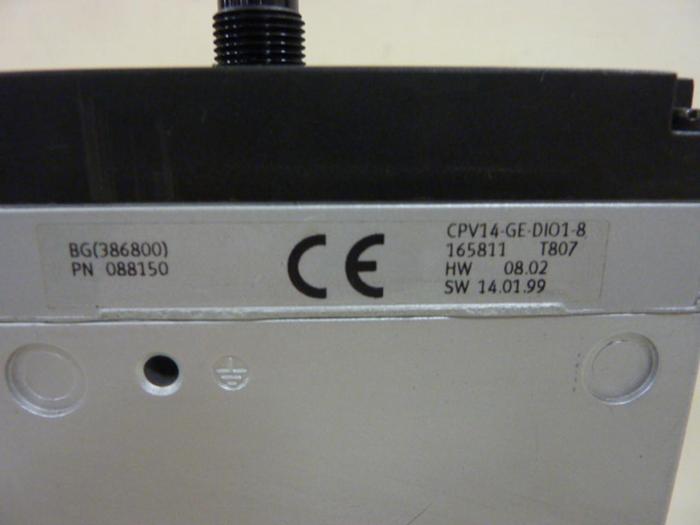 BG(386800)
PN 088150
CE
CPV14-GE-DIO1-8
165811 T807
HW 08.02
SW 14.01.99